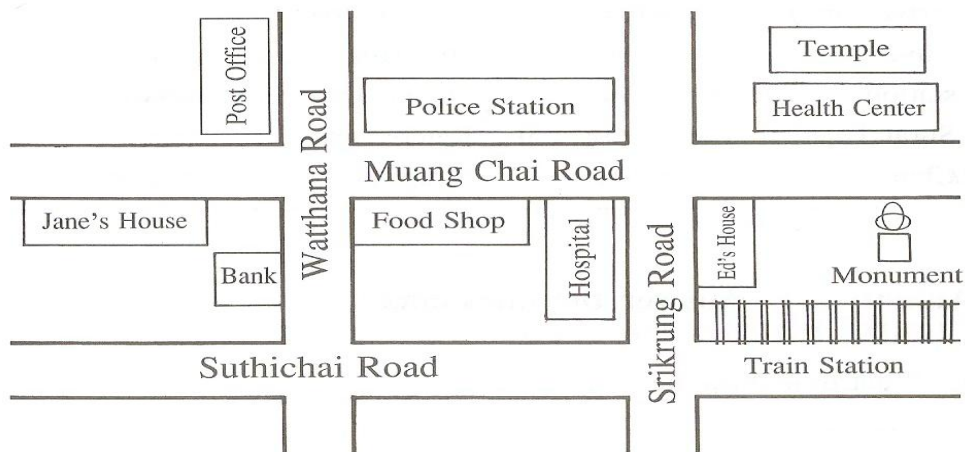 Post Office
Temple
Police Station
Health Center
Watthana Road
Muang Chai Road
Jane's House
Food Shop
Hospital
Ed's House
Bank
Srikrung Road
Monument
Suthichai Road
Train Station